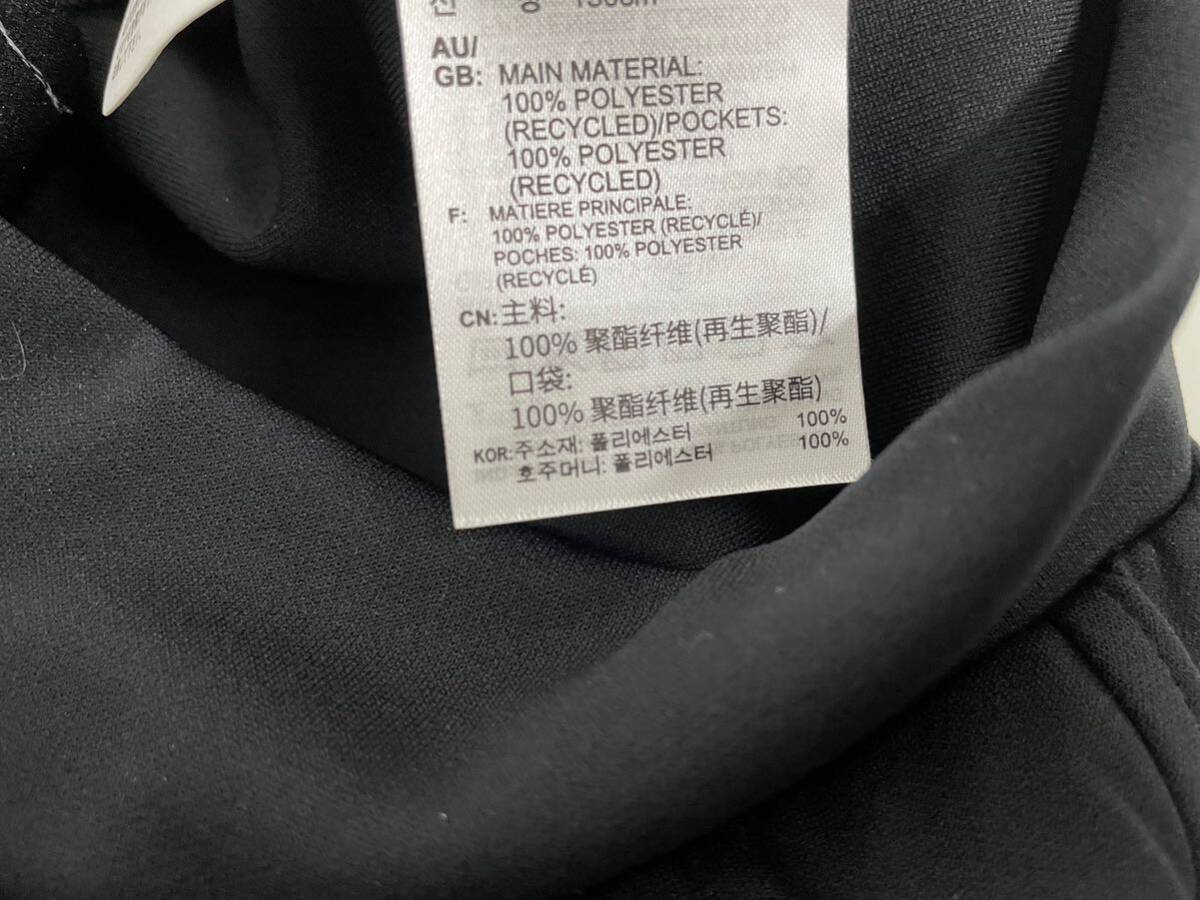 AU/
GB: MAIN MATERIAL:
100% POLYESTER
(RECYCLED)/POCKETS:
100% POLYESTER
(RECYCLED)
F: MATIERE PRINCIPALE:
100% POLYESTER (RECYCLÉ)/
POCHES: 100% POLYESTER
(RECYCLÉ)
CN: 主料:
100% 聚酯纤维(再生聚酯)/
口袋:
100% 聚酯纤维(再生聚酯)
KOR: 주소재: 폴리에스터 100%
호주머니: 폴리에스터 100%